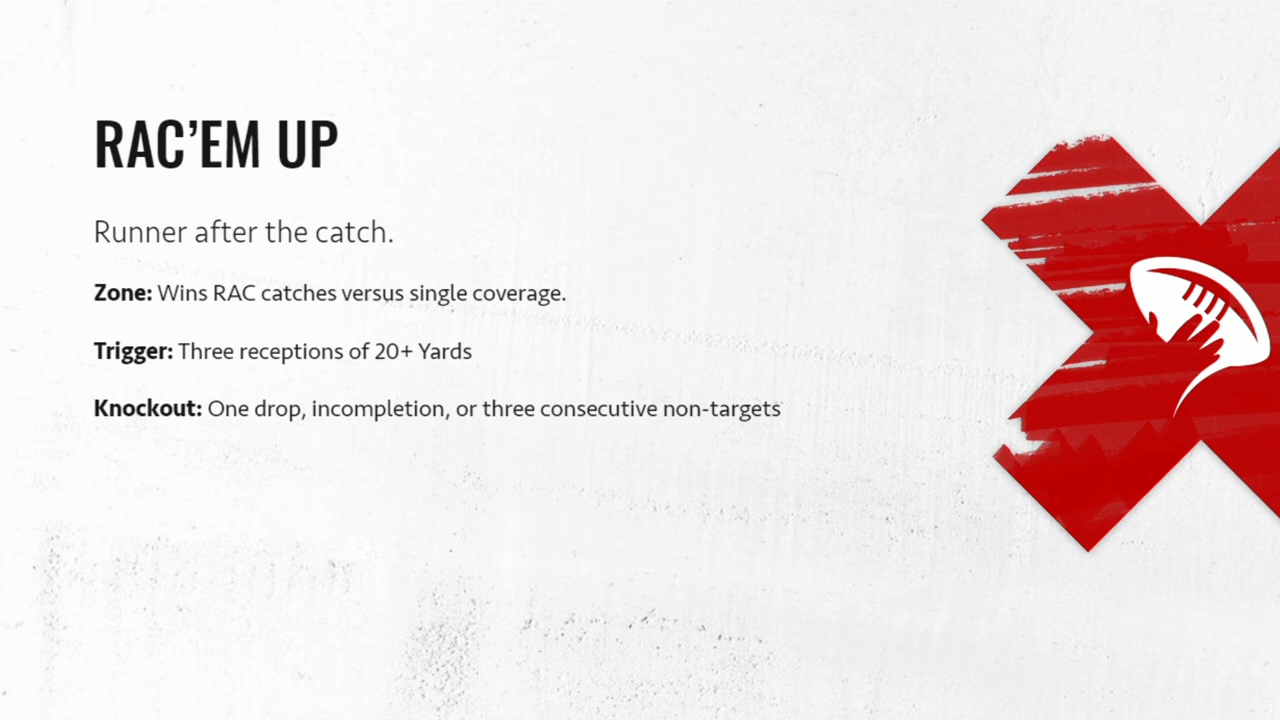 RAC’EM UP
Runner after the catch.
Zone: Wins RAC catches versus single coverage.
Trigger: Three receptions of 20+ Yards
Knockout: One drop, incompletion, or three consecutive non-targets